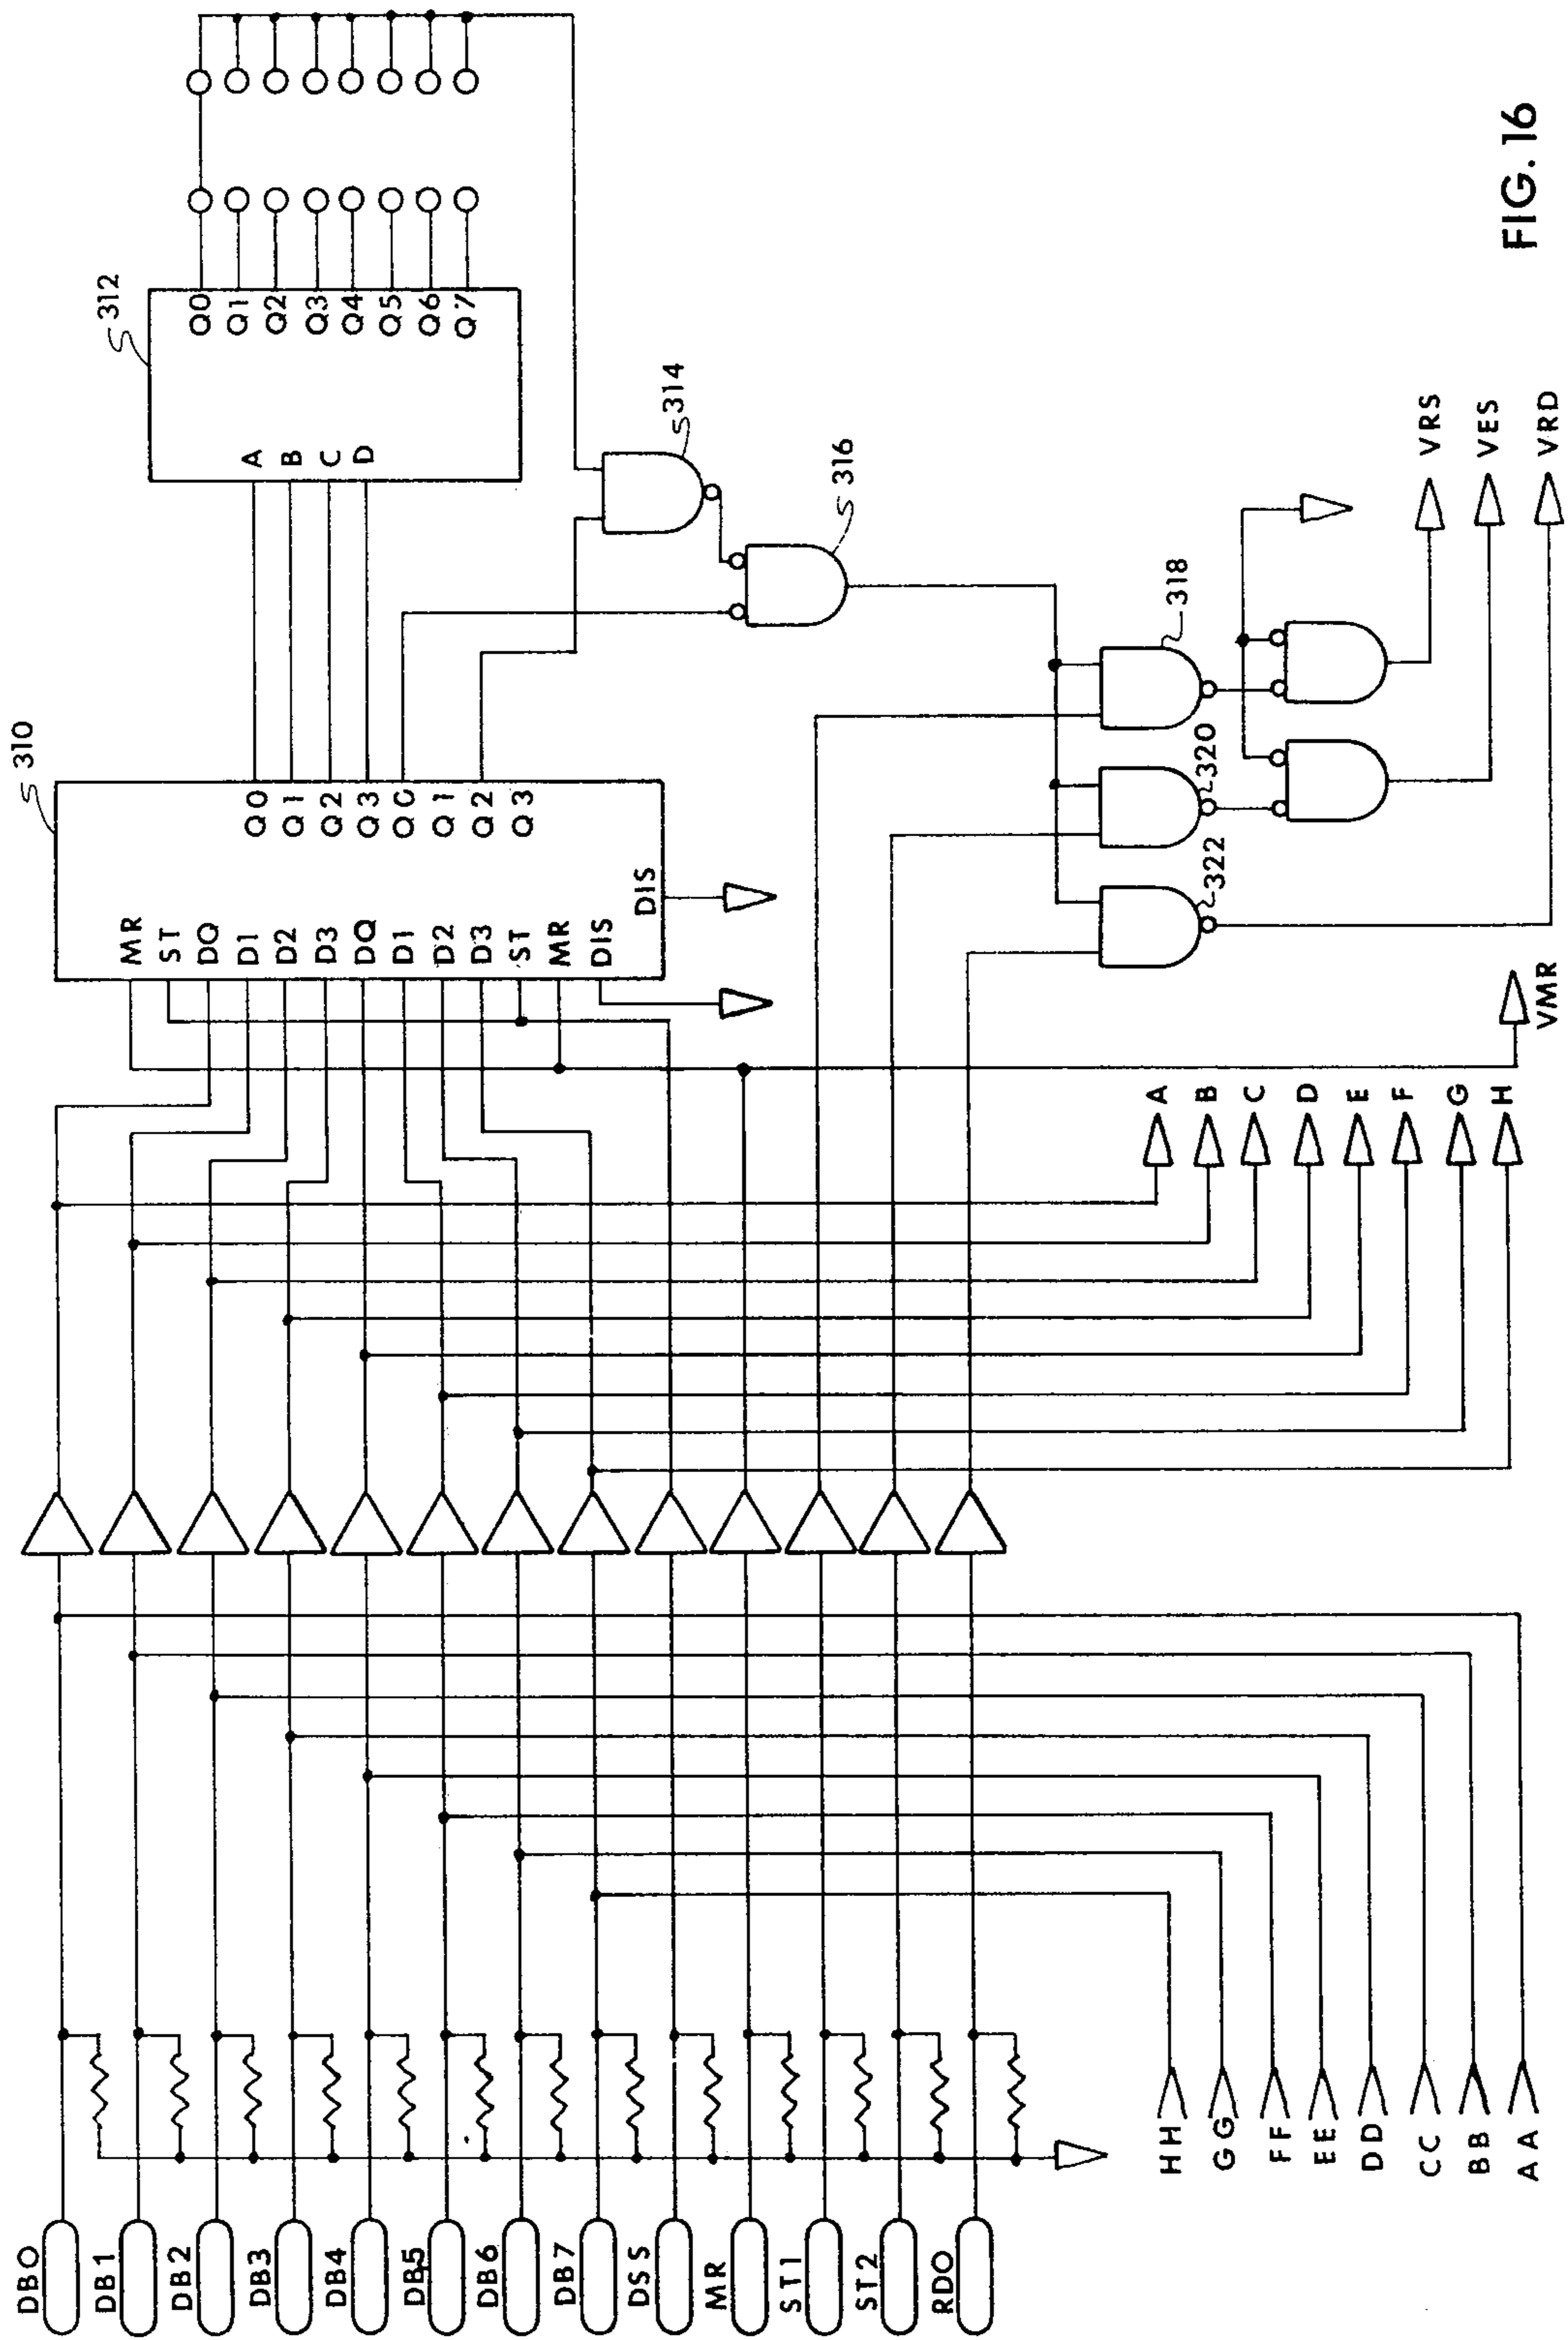 DB0
DB1
DB2
DB3
DB4
DB5
DB6
DB7
DSS
MR
ST1
ST2
RDO
HH
GG
FF
EE
DD
CC
BB
AA
A
B
C
D
E
F
G
H
VMR
310
MR
ST
DQ
D1
D2
D3
DQ
D1
D2
D3
ST
MR
DIS
DIS
Q0
Q1
Q2
Q3
Q0
Q1
Q2
Q3
312
A
B
C
D
Q0
Q1
Q2
Q3
Q4
Q5
Q6
Q7
314
316
318
320
322
VRS
VES
VRD
FIG. 16